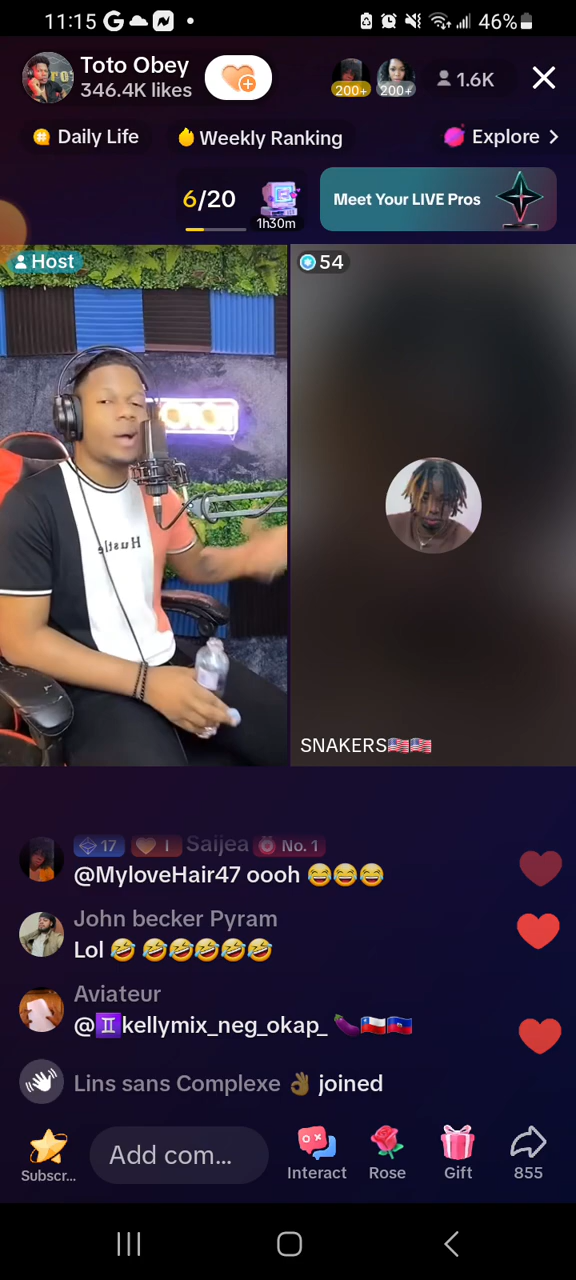 11:15
46%
Toto Obey
346.4K likes
200+
200+
1.6K
Daily Life
Weekly Ranking
Explore >
6/20
1h30m
Meet Your LIVE Pros
Host
54
Hustle
SNAKERS🇺🇸🇺🇸
17 I Saijea No. 1
@MyloveHair47 oooh 😂😂😂
John becker Pyram
Lol 🤣 🤣🤣🤣🤣🤣
Aviateur
@♊kellymix_neg_okap_ 🍆🇨🇱🇭🇹
Lins sans Complexe 👌🏾 joined
Subscr...
Add com...
Interact
Rose
Gift
855